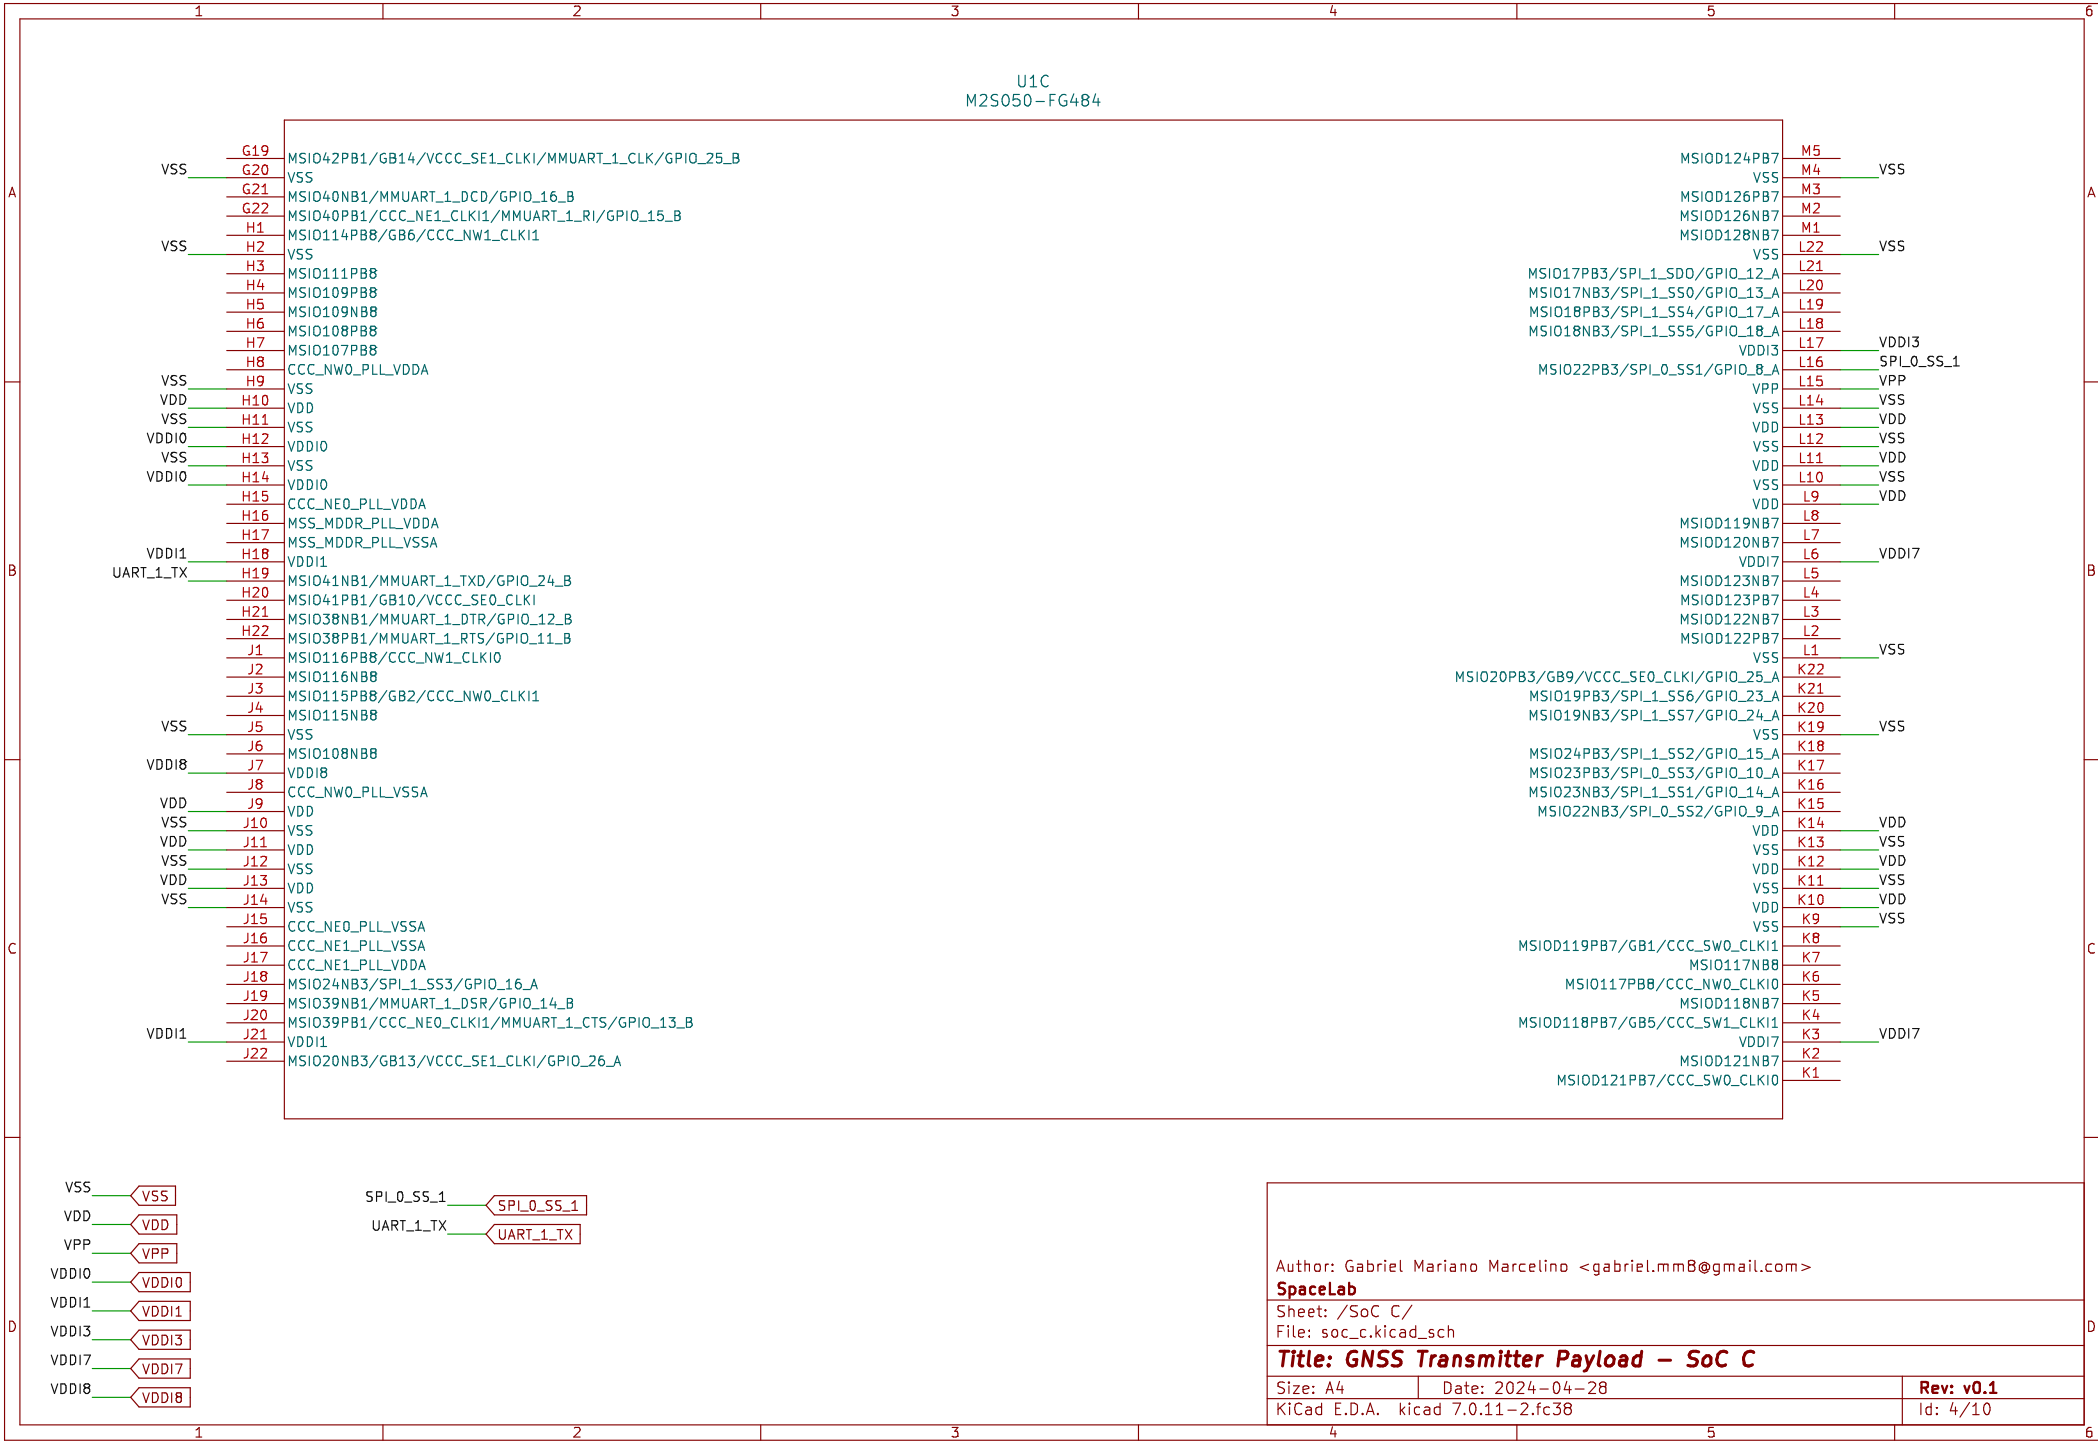 1 2 3 4 5 6
U1C
M2S050-FG484
G19 MSIO42PB1/GB14/VCCC_SE1_CLKI/MMUART_1_CLK/GPIO_25_B
VSS G20 VSS
G21 MSIO40NB1/MMUART_1_DCD/GPIO_16_B
G22 MSIO40PB1/CCC_NE1_CLKI1/MMUART_1_RI/GPIO_15_B
H1 MSIO114PB8/GB6/CCC_NW1_CLKI1
VSS H2 VSS
H3 MSIO111PB8
H4 MSIO109PB8
H5 MSIO109NB8
H6 MSIO108PB8
H7 MSIO107PB8
H8 CCC_NW0_PLL_VDDA
VSS H9 VSS
VDD H10 VDD
VSS H11 VSS
VDDI0 H12 VDDI0
VSS H13 VSS
VDDI0 H14 VDDI0
H15 CCC_NE0_PLL_VDDA
H16 MSS_MDDR_PLL_VDDA
H17 MSS_MDDR_PLL_VSSA
VDDI1 H18 VDDI1
UART_1_TX H19 MSIO41NB1/MMUART_1_TXD/GPIO_24_B
H20 MSIO41PB1/GB10/VCCC_SE0_CLKI
H21 MSIO38NB1/MMUART_1_DTR/GPIO_12_B
H22 MSIO38PB1/MMUART_1_RTS/GPIO_11_B
J1 MSIO116PB8/CCC_NW1_CLKI0
J2 MSIO116NB8
J3 MSIO115PB8/GB2/CCC_NW0_CLKI1
J4 MSIO115NB8
VSS J5 VSS
J6 MSIO108NB8
VDDI8 J7 VDDI8
J8 CCC_NW0_PLL_VSSA
VDD J9 VDD
VSS J10 VSS
VDD J11 VDD
VSS J12 VSS
VDD J13 VDD
VSS J14 VSS
J15 CCC_NE0_PLL_VSSA
J16 CCC_NE1_PLL_VSSA
J17 CCC_NE1_PLL_VDDA
J18 MSIO24NB3/SPI_1_SS3/GPIO_16_A
J19 MSIO39NB1/MMUART_1_DSR/GPIO_14_B
J20 MSIO39PB1/CCC_NE0_CLKI1/MMUART_1_CTS/GPIO_13_B
VDDI1 J21 VDDI1
J22 MSIO20NB3/GB13/VCCC_SE1_CLKI/GPIO_26_A
MSIOD124PB7 M5
VSS M4 VSS
MSIOD126PB7 M3
MSIOD126NB7 M2
MSIOD128NB7 M1
VSS L22 VSS
MSIO17PB3/SPI_1_SDO/GPIO_12_A L21
MSIO17NB3/SPI_1_SS0/GPIO_13_A L20
MSIO18PB3/SPI_1_SS4/GPIO_17_A L19
MSIO18NB3/SPI_1_SS5/GPIO_18_A L18
VDDI3 L17 VDDI3
MSIO22PB3/SPI_0_SS1/GPIO_8_A L16 SPI_0_SS_1
VPP L15 VPP
VSS L14 VSS
VDD L13 VDD
VSS L12 VSS
VDD L11 VDD
VSS L10 VSS
VDD L9 VDD
MSIOD119NB7 L8
MSIOD120NB7 L7
VDDI7 L6 VDDI7
MSIOD123NB7 L5
MSIOD123PB7 L4
MSIOD122NB7 L3
MSIOD122PB7 L2
VSS L1 VSS
MSIO20PB3/GB9/VCCC_SE0_CLKI/GPIO_25_A K22
MSIO19PB3/SPI_1_SS6/GPIO_23_A K21
MSIO19NB3/SPI_1_SS7/GPIO_24_A K20
VSS K19 VSS
MSIO24PB3/SPI_1_SS2/GPIO_15_A K18
MSIO23PB3/SPI_0_SS3/GPIO_10_A K17
MSIO23NB3/SPI_1_SS1/GPIO_14_A K16
MSIO22NB3/SPI_0_SS2/GPIO_9_A K15
VDD K14 VDD
VSS K13 VSS
VDD K12 VDD
VSS K11 VSS
VDD K10 VDD
VSS K9 VSS
MSIOD119PB7/GB1/CCC_SW0_CLKI1 K8
MSIO117NB8 K7
MSIO117PB8/CCC_NW0_CLKI0 K6
MSIOD118NB7 K5
MSIOD118PB7/GB5/CCC_SW1_CLKI1 K4
VDDI7 K3 VDDI7
MSIOD121NB7 K2
MSIOD121PB7/CCC_SW0_CLKI0 K1
A A
B B
C C
D D
VSS VSS
VDD VDD
VPP VPP
VDDI0 VDDI0
VDDI1 VDDI1
VDDI3 VDDI3
VDDI7 VDDI7
VDDI8 VDDI8
SPI_0_SS_1 SPI_0_SS_1
UART_1_TX UART_1_TX
Author: Gabriel Mariano Marcelino <gabriel.mm8@gmail.com>
SpaceLab
Sheet: /SoC C/
File: soc_c.kicad_sch
Title: GNSS Transmitter Payload - SoC C
Size: A4 Date: 2024-04-28 Rev: v0.1
KiCad E.D.A. kicad 7.0.11-2.fc38 Id: 4/10
1 2 3 4 5 6